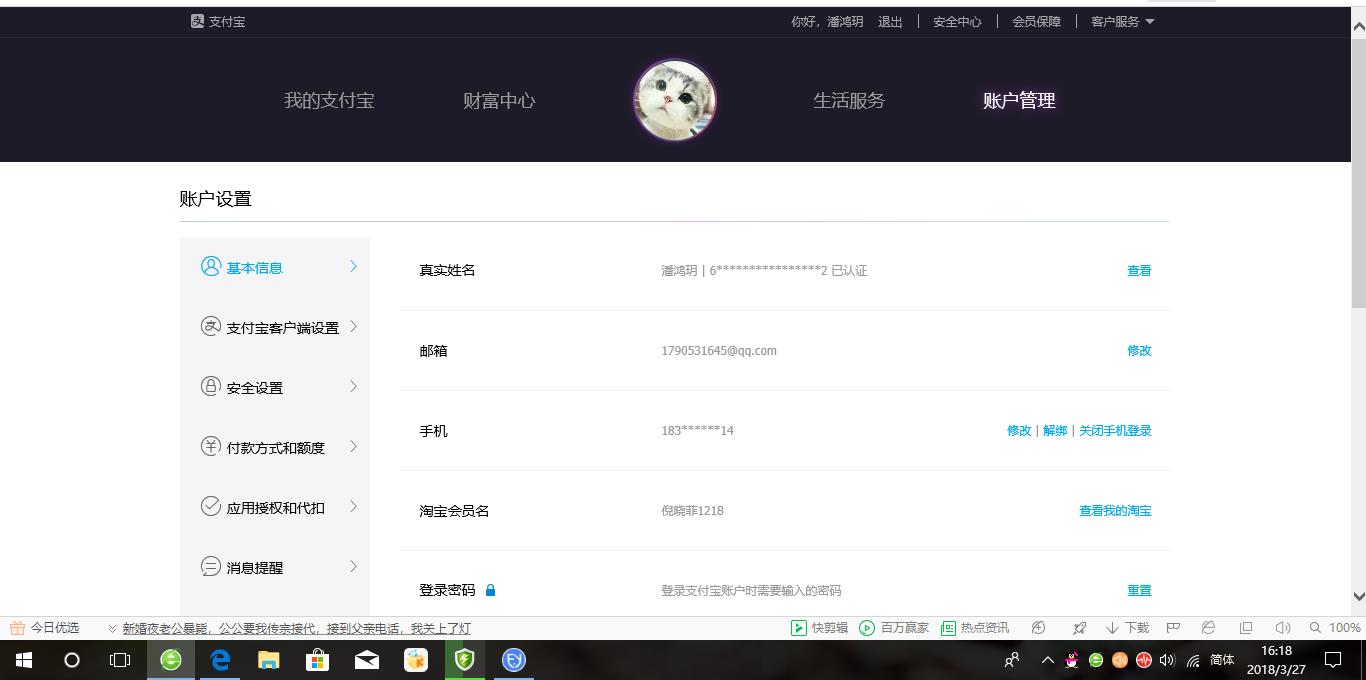 支 支付宝 你好，潘鸿玥 退出 | 安全中心 | 会员保障 | 客户服务
我的支付宝 财富中心 生活服务 账户管理
账户设置
基本信息
支付宝客户端设置
安全设置
付款方式和额度
应用授权和代扣
消息提醒
真实姓名 潘鸿玥 | 6****************2 已认证 查看
邮箱 1790531645@qq.com 修改
手机 183******14 修改 | 解绑 | 关闭手机登录
淘宝会员名 倪晓菲1218 查看我的淘宝
登录密码 登录支付宝账户时需要输入的密码 重置
今日优选 新婚夜老公暴毙，公公要我传宗接代，接到父亲电话，我关上了灯 快剪辑 百万赢家 热点资讯 下载 100%
简体 16:18
2018/3/27